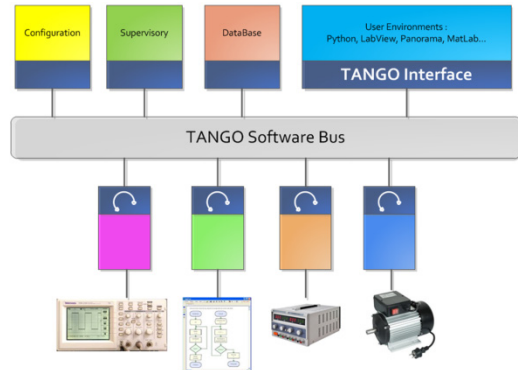 Configuration
Supervisory
DataBase
User Environments :
Python, LabView, Panorama, MatLab...
TANGO Interface
TANGO Software Bus